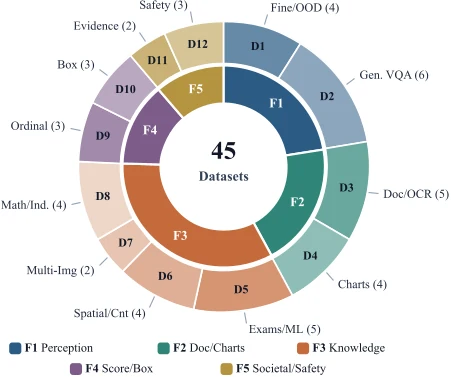 Safety (3)
Fine/OOD (4)
Evidence (2)
D12
D1
D11
Box (3)
Gen. VQA (6)
F5
D10
D2
F1
Ordinal (3)
F4
D9
45
Datasets
D3
Doc/OCR (5)
D8
Math/Ind. (4)
F2
F3
D7
D4
Multi-Img (2)
D6
Charts (4)
D5
Spatial/Cnt (4)
Exams/ML (5)
F1 Perception
F2 Doc/Charts
F3 Knowledge
F4 Score/Box
F5 Societal/Safety